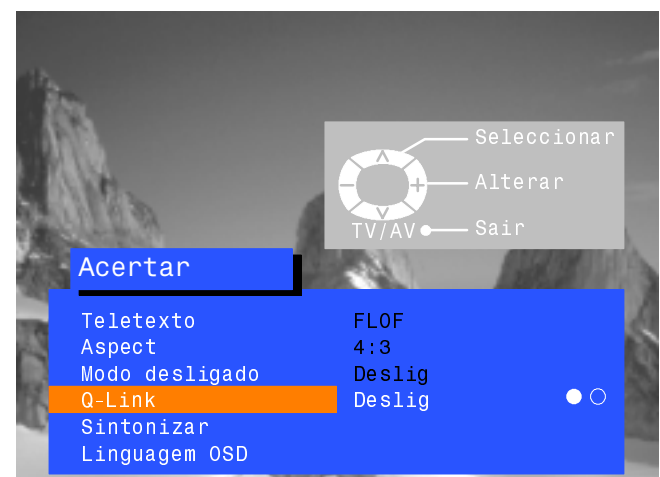 Seleccionar
Alterar
TV/AV Sair
Acertar
Teletexto FLOF
Aspect 4:3
Modo desligado Deslig
Q-Link Deslig
Sintonizar
Linguagem OSD